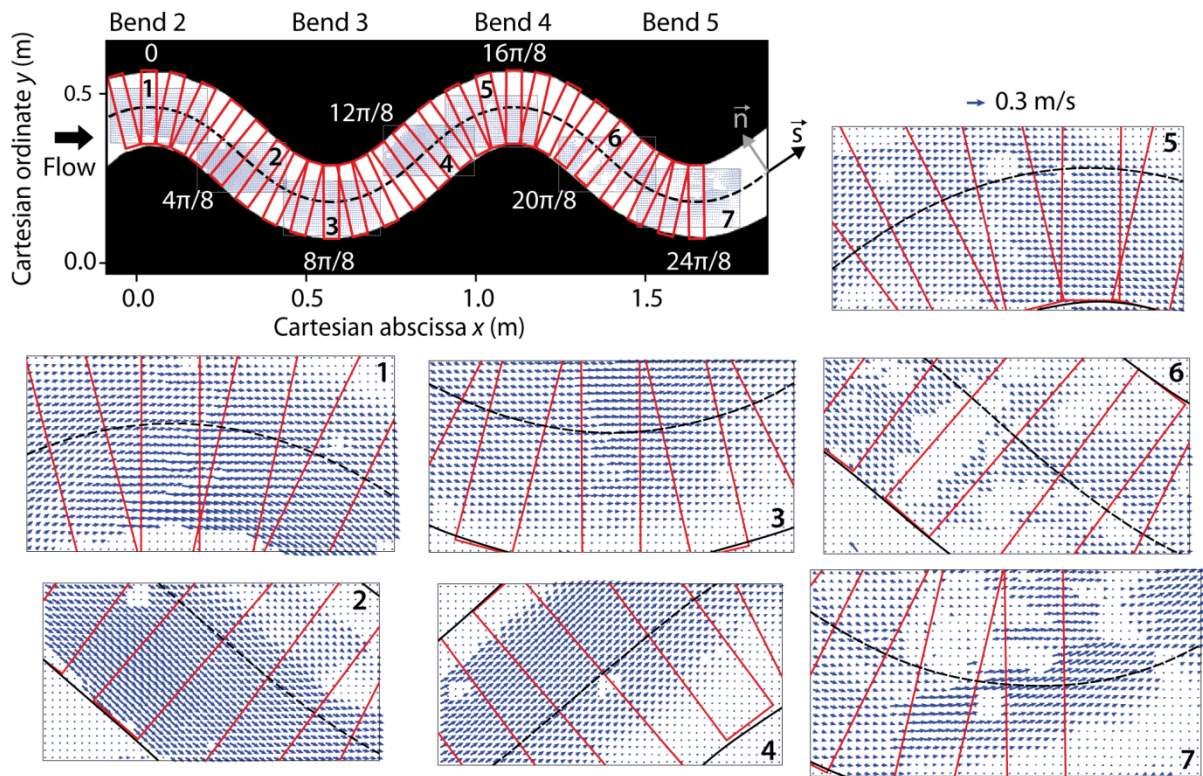 Bend 2 Bend 3 Bend 4 Bend 5
0 16π/8
1 5
0.5 12π/8 6 n s
2 4
Flow
4π/8 20π/8
3 7
0.0 8π/8 24π/8
0.0 0.5 1.0 1.5
Cartesian abscissa x (m)
Cartesian ordinate y (m)
0.3 m/s
5
1
3
6
2
4
7